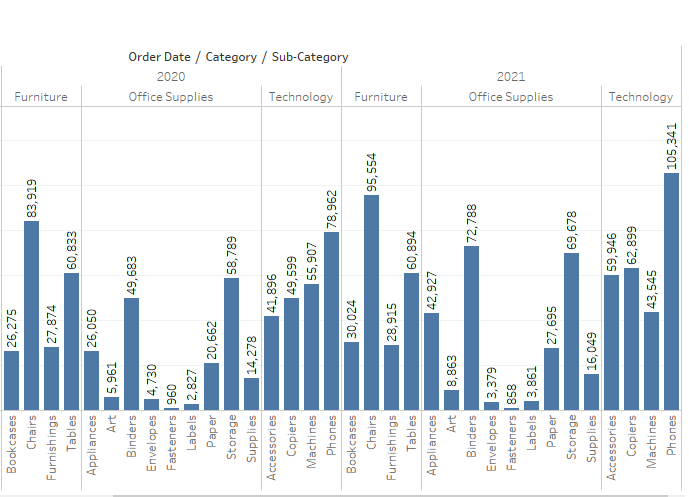 Order Date / Category / Sub-Category
2020 2021
Furniture Office Supplies Technology Furniture Office Supplies Technology
26,275 83,919 27,874 60,833 26,050 5,961 49,683 4,730 960 2,827 20,662 58,789 14,278 41,896 49,599 55,907 78,962 30,024 95,554 28,915 60,894 42,927 8,863 72,788 3,379 858 3,861 27,695 69,678 16,049 59,946 62,899 43,545 105,341
Bookcases Chairs Furnishings Tables Appliances Art Binders Envelopes Fasteners Labels Paper Storage Supplies Accessories Copiers Machines Phones Bookcases Chairs Furnishings Tables Appliances Art Binders Envelopes Fasteners Labels Paper Storage Supplies Accessories Copiers Machines Phones